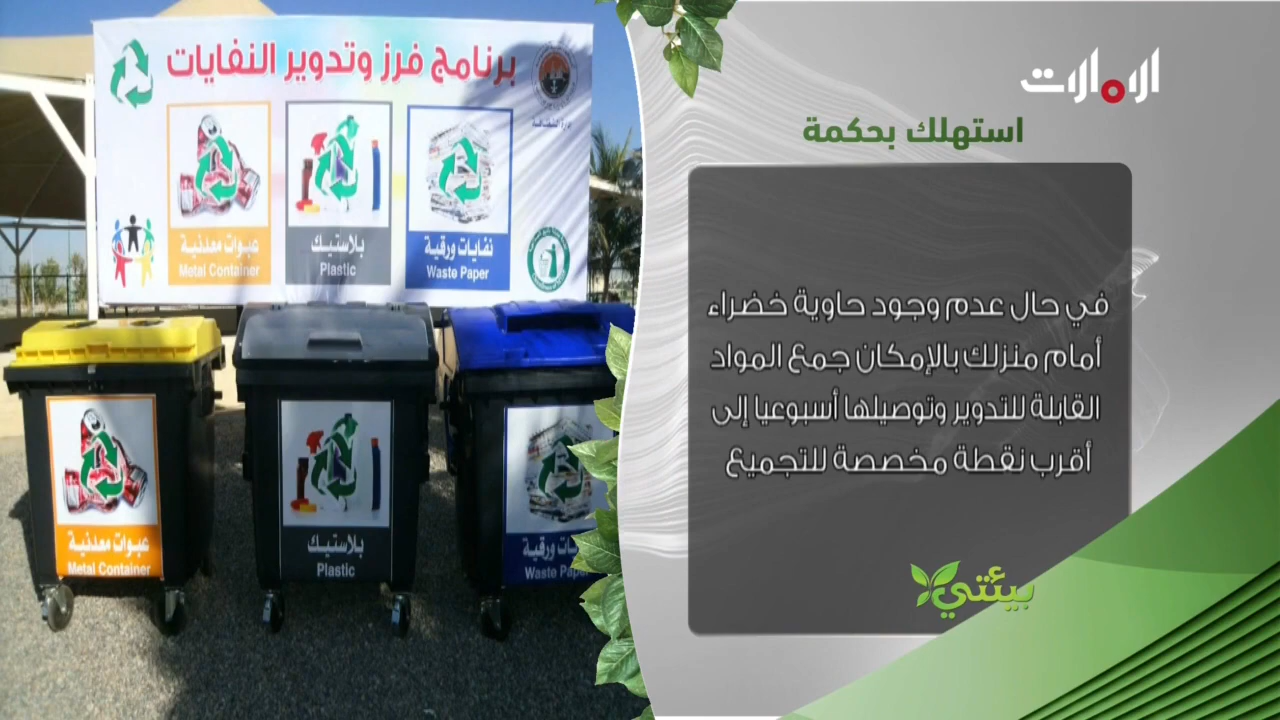 برنامج فرز وتدوير النفايات
عبوات معدنية
Metal Container
بلاستيك
Plastic
نفايات ورقية
Waste Paper
عبوات معدنية
Metal Container
بلاستيك
Plastic
ورقية
Waste Paper
الامارات
استهلك بحكمة
في حال عدم وجود حاوية خضراء
أمام منزلك بالإمكان جمع المواد
القابلة للتدوير وتوصيلها أسبوعيا إلى
أقرب نقطة مخصصة للتجميع
بيئتي